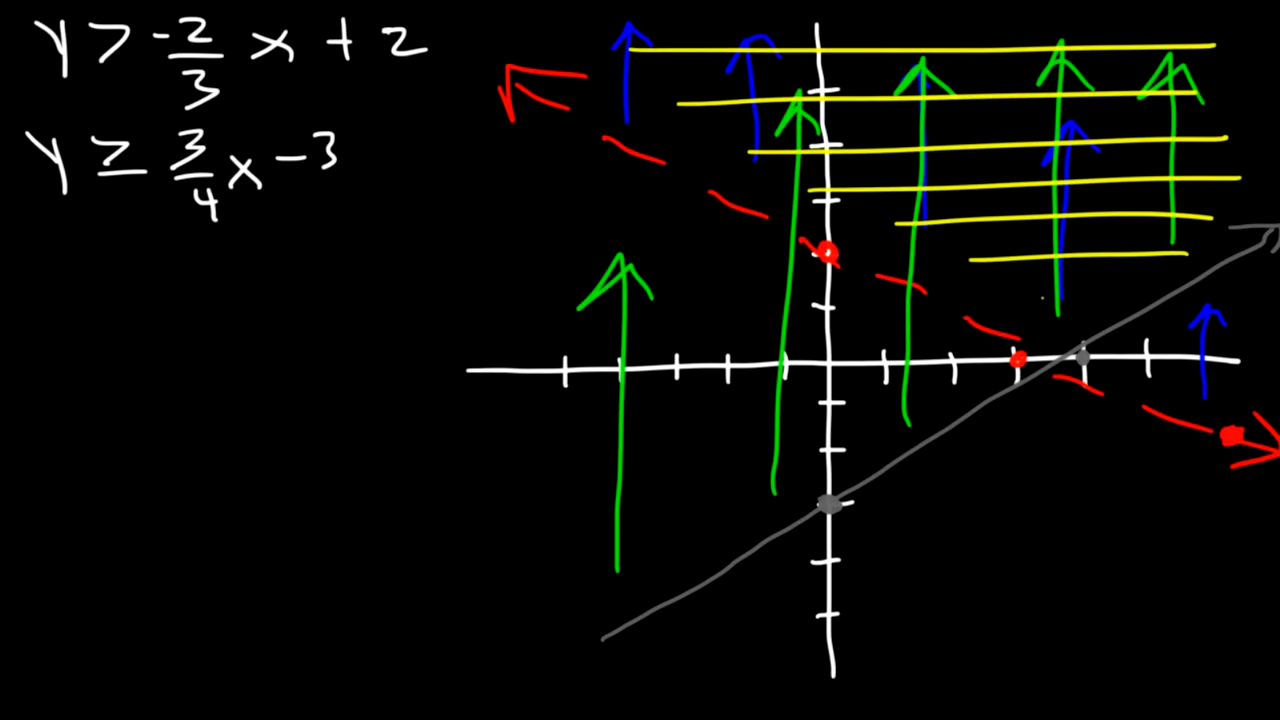 y > -2/3 x + 2
y ≥ 3/4 x - 3